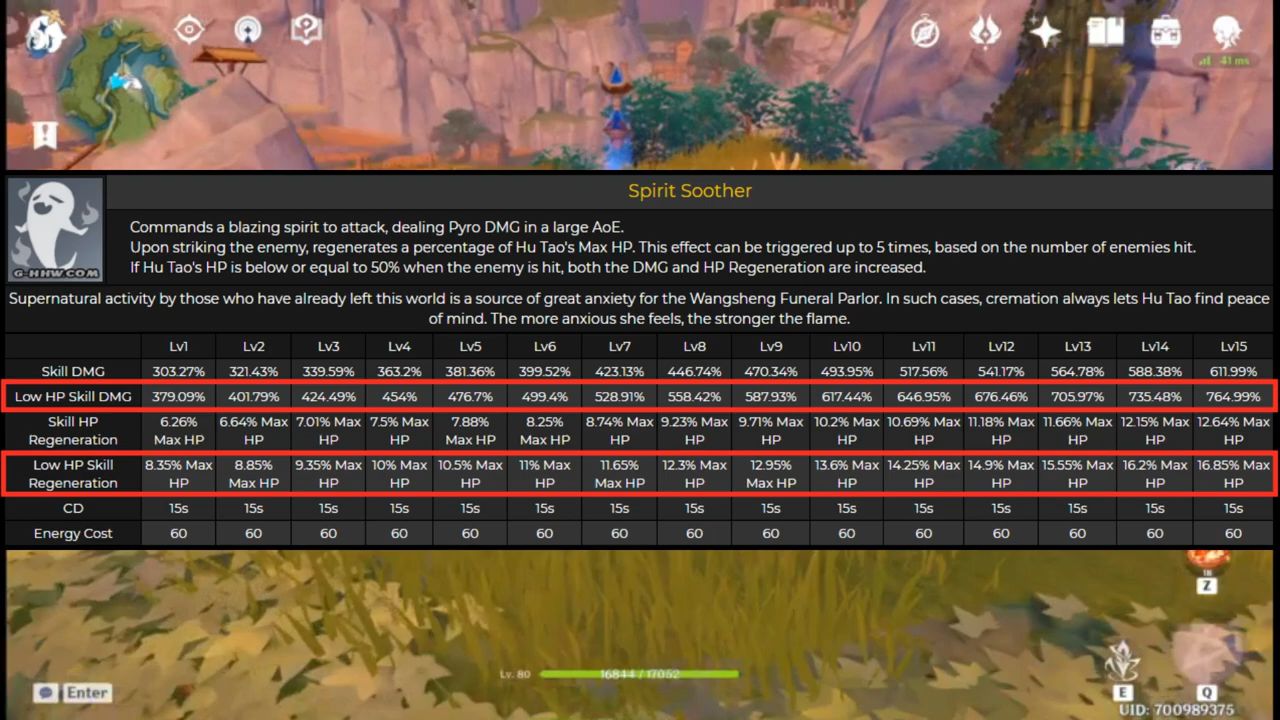 N
41 ms
Spirit Soother
G-HHW.COM
Commands a blazing spirit to attack, dealing Pyro DMG in a large AoE.
Upon striking the enemy, regenerates a percentage of Hu Tao's Max HP. This effect can be triggered up to 5 times, based on the number of enemies hit.
If Hu Tao's HP is below or equal to 50% when the enemy is hit, both the DMG and HP Regeneration are increased.
Supernatural activity by those who have already left this world is a source of great anxiety for the Wangsheng Funeral Parlor. In such cases, cremation always lets Hu Tao find peace
of mind. The more anxious she feels, the stronger the flame.
Lv1 Lv2 Lv3 Lv4 Lv5 Lv6 Lv7 Lv8 Lv9 Lv10 Lv11 Lv12 Lv13 Lv14 Lv15
Skill DMG 303.27% 321.43% 339.59% 363.2% 381.36% 399.52% 423.13% 446.74% 470.34% 493.95% 517.56% 541.17% 564.78% 588.38% 611.99%
Low HP Skill DMG 379.09% 401.79% 424.49% 454% 476.7% 499.4% 528.91% 558.42% 587.93% 617.44% 646.95% 676.46% 705.97% 735.48% 764.99%
Skill HP 6.26% 6.64% Max 7.01% Max 7.5% Max 7.88% 8.25% 8.74% Max 9.23% Max 9.71% Max 10.2% Max 10.69% Max 11.18% Max 11.66% Max 12.15% Max 12.64% Max
Regeneration Max HP HP HP HP Max HP Max HP HP HP HP HP HP HP HP HP HP
Low HP Skill 8.35% Max 8.85% 9.35% Max 10% Max 10.5% Max 11% Max 11.65% 12.3% Max 12.95% 13.6% Max 14.25% Max 14.9% Max 15.55% Max 16.2% Max 16.85% Max
Regeneration HP Max HP HP HP HP HP Max HP HP Max HP HP HP HP HP HP HP
CD 15s 15s 15s 15s 15s 15s 15s 15s 15s 15s 15s 15s 15s 15s 15s
Energy Cost 60 60 60 60 60 60 60 60 60 60 60 60 60 60 60
18
Z
Lv. 80 16844 / 17052
Enter
E Q
UID: 700989375